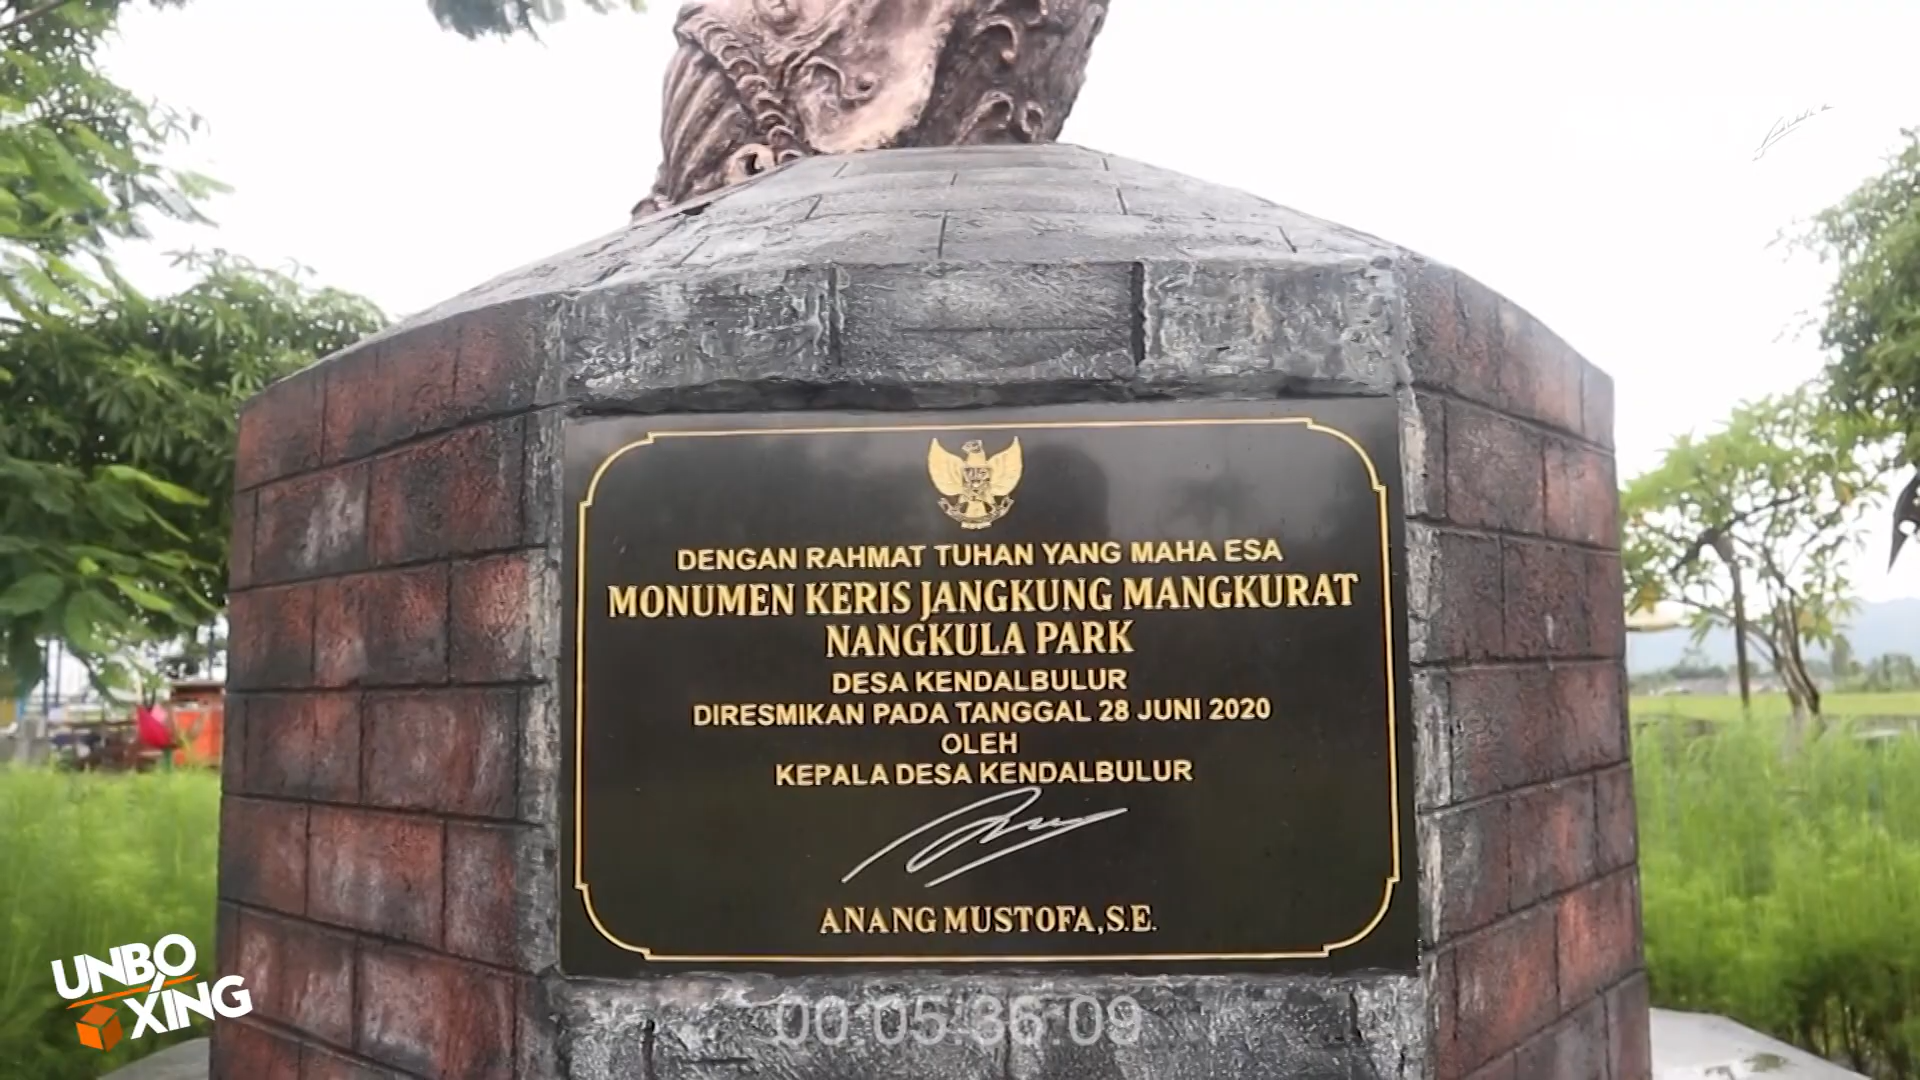 DENGAN RAHMAT TUHAN YANG MAHA ESA
MONUMEN KERIS JANGKUNG MANGKURAT
NANGKULA PARK
DESA KENDALBULUR
DIRESMIKAN PADA TANGGAL 28 JUNI 2020
OLEH
KEPALA DESA KENDALBULUR
ANANG MUSTOFA,S.E.
UNBO
XING
00:05:36:09